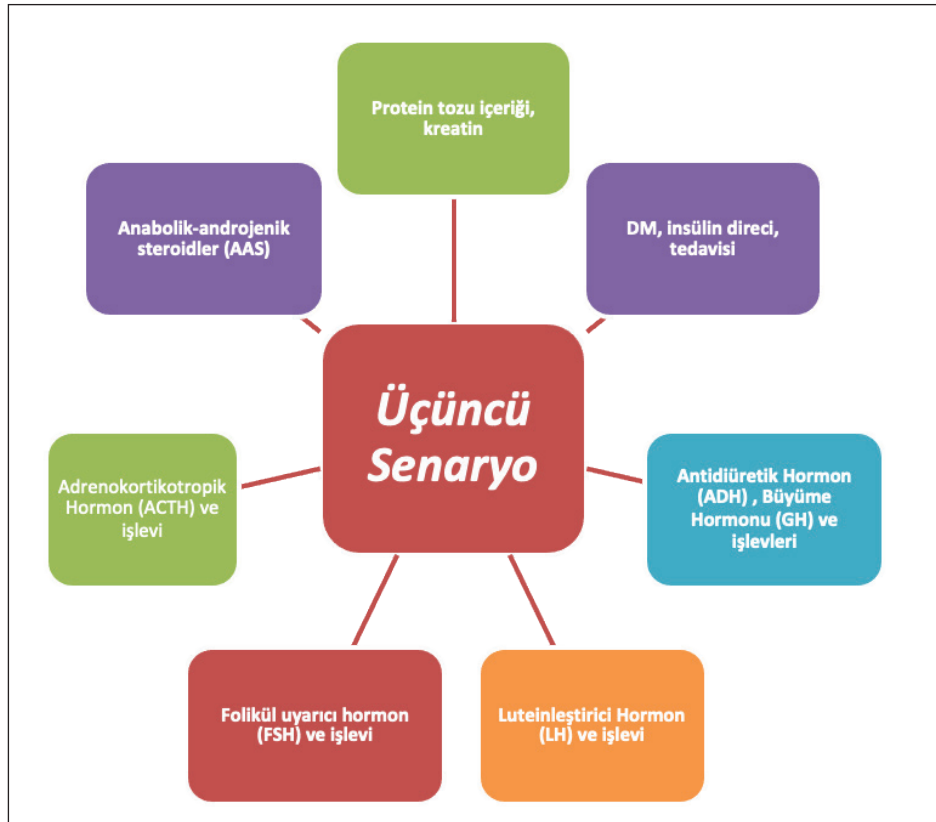 Protein tozu içeriği,
kreatin
Anabolik-androjenik
steroidler (AAS)
DM, insülin direci,
tedavisi
Üçüncü
Senaryo
Adrenokortikotropik
Hormon (ACTH) ve
işlevi
Antidiüretik Hormon
(ADH) , Büyüme
Hormonu (GH) ve
işlevleri
Folikül uyarıcı hormon
(FSH) ve işlevi
Luteinleştirici Hormon
(LH) ve işlevi